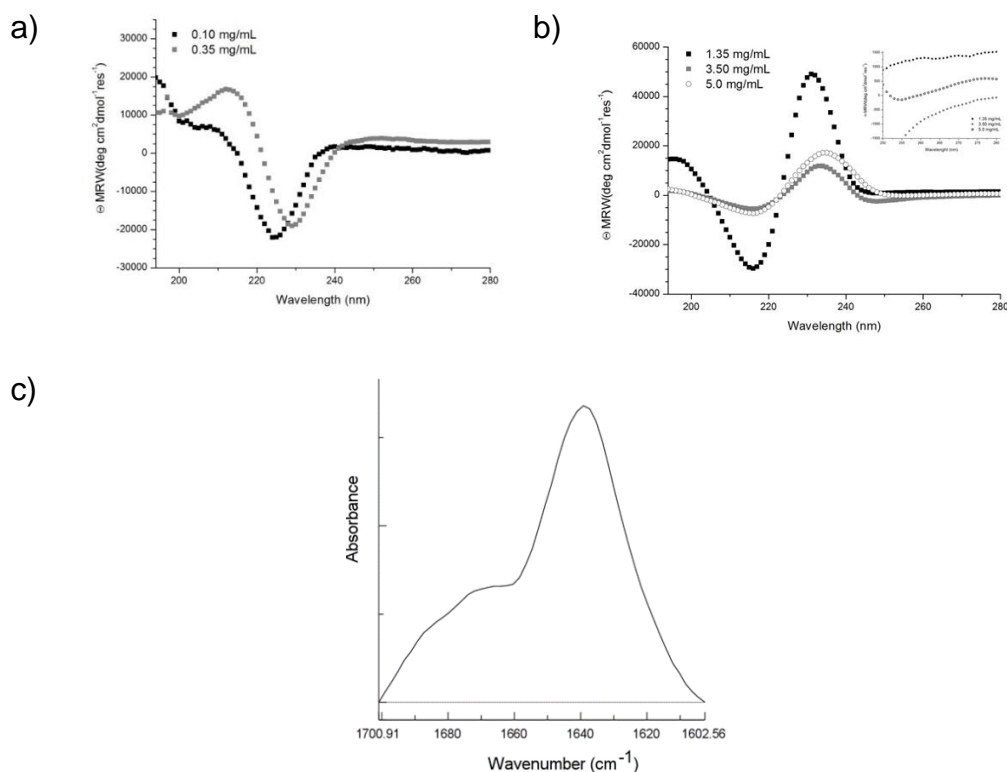 a)
0.10 mg/mL
0.35 mg/mL
Θ MRW(deg cm²dmol⁻¹res⁻¹)
30000
20000
10000
0
-10000
-20000
-30000
200 220 240 260 280
Wavelength (nm)
b)
1.35 mg/mL
3.50 mg/mL
5.0 mg/mL
Θ MRW(deg cm²dmol⁻¹res⁻¹)
60000
40000
20000
0
-20000
-40000
200 220 240 260 280
Wavelength (nm)
c)
Absorbance
1700.91 1680 1660 1640 1620 1602.56
Wavenumber (cm⁻¹)